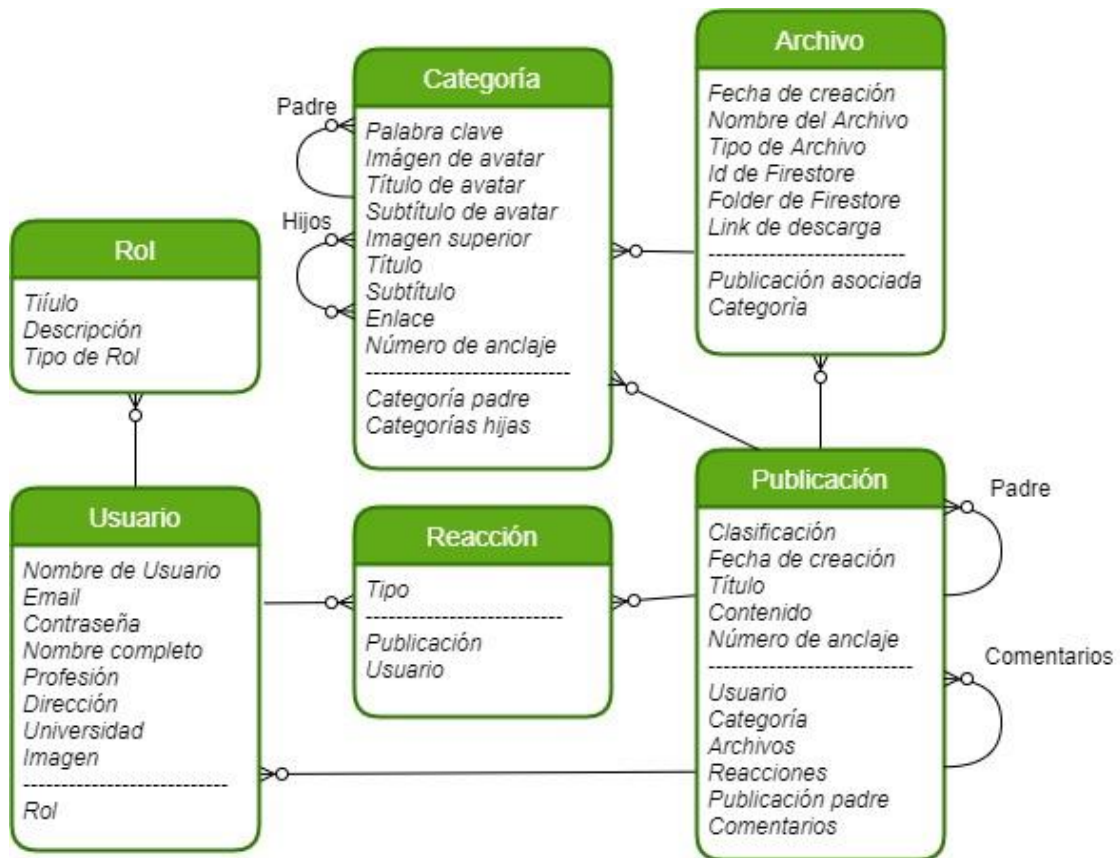 Categoría
Padre
Hijos
Palabra clave
Imágen de avatar
Título de avatar
Subtítulo de avatar
Imagen superior
Título
Subtítulo
Enlace
Número de anclaje
-----------------------------
Categoría padre
Categorías hijas
Archivo
Fecha de creación
Nombre del Archivo
Tipo de Archivo
Id de Firestore
Folder de Firestore
Link de descarga
-----------------------------
Publicación asociada
Categorìa
Rol
Tiíulo
Descripción
Tipo de Rol
Usuario
Nombre de Usuario
Email
Contraseña
Nombre completo
Profesión
Dirección
Universidad
Imagen
-----------------------------
Rol
Reacción
Tipo
----------------------------
Publicación
Usuario
Publicación
Clasificación
Fecha de creación
Título
Contenido
Número de anclaje
-----------------------------
Usuario
Categoría
Archivos
Reacciones
Publicación padre
Comentarios
Padre
Comentarios